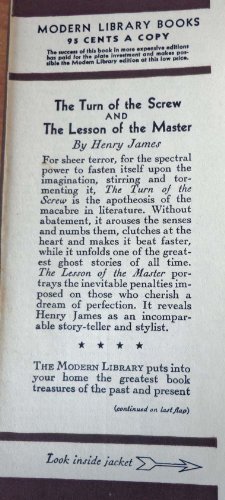 MODERN LIBRARY BOOKS
95 CENTS A COPY
The success of this book in more expensive editions
has paid for the plate investment and makes pos-
sible the Modern Library edition at this low price.
The Turn of the Screw
AND
The Lesson of the Master
By Henry James
For sheer terror, for the spectral
power to fasten itself upon the
imagination, stirring and tor-
menting it, The Turn of the
Screw is the apotheosis of the
macabre in literature. Without
abatement, it arouses the senses
and numbs them, clutches at the
heart and makes it beat faster,
while it unfolds one of the great-
est ghost stories of all time.
The Lesson of the Master por-
trays the inevitable penalties im-
posed on those who cherish a
dream of perfection. It reveals
Henry James as an incompar-
able story-teller and stylist.
★ ★ ★ ★
THE MODERN LIBRARY puts into
your home the greatest book
treasures of the past and present
(continued on last flap)
Look inside jacket